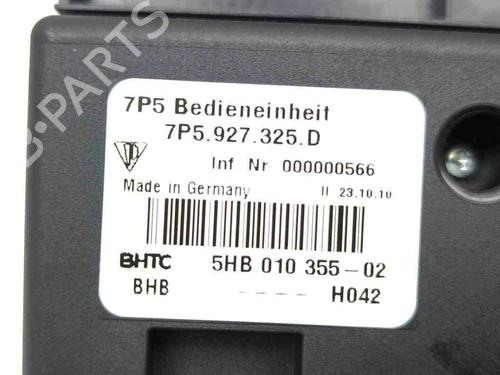 7P5 Bedieneinheit
7P5.927.325.D
Inf Nr 000000566
Made in Germany II 23.10.10
BHTC 5HB 010 355-02
BHB ---- H042
B-PARTS